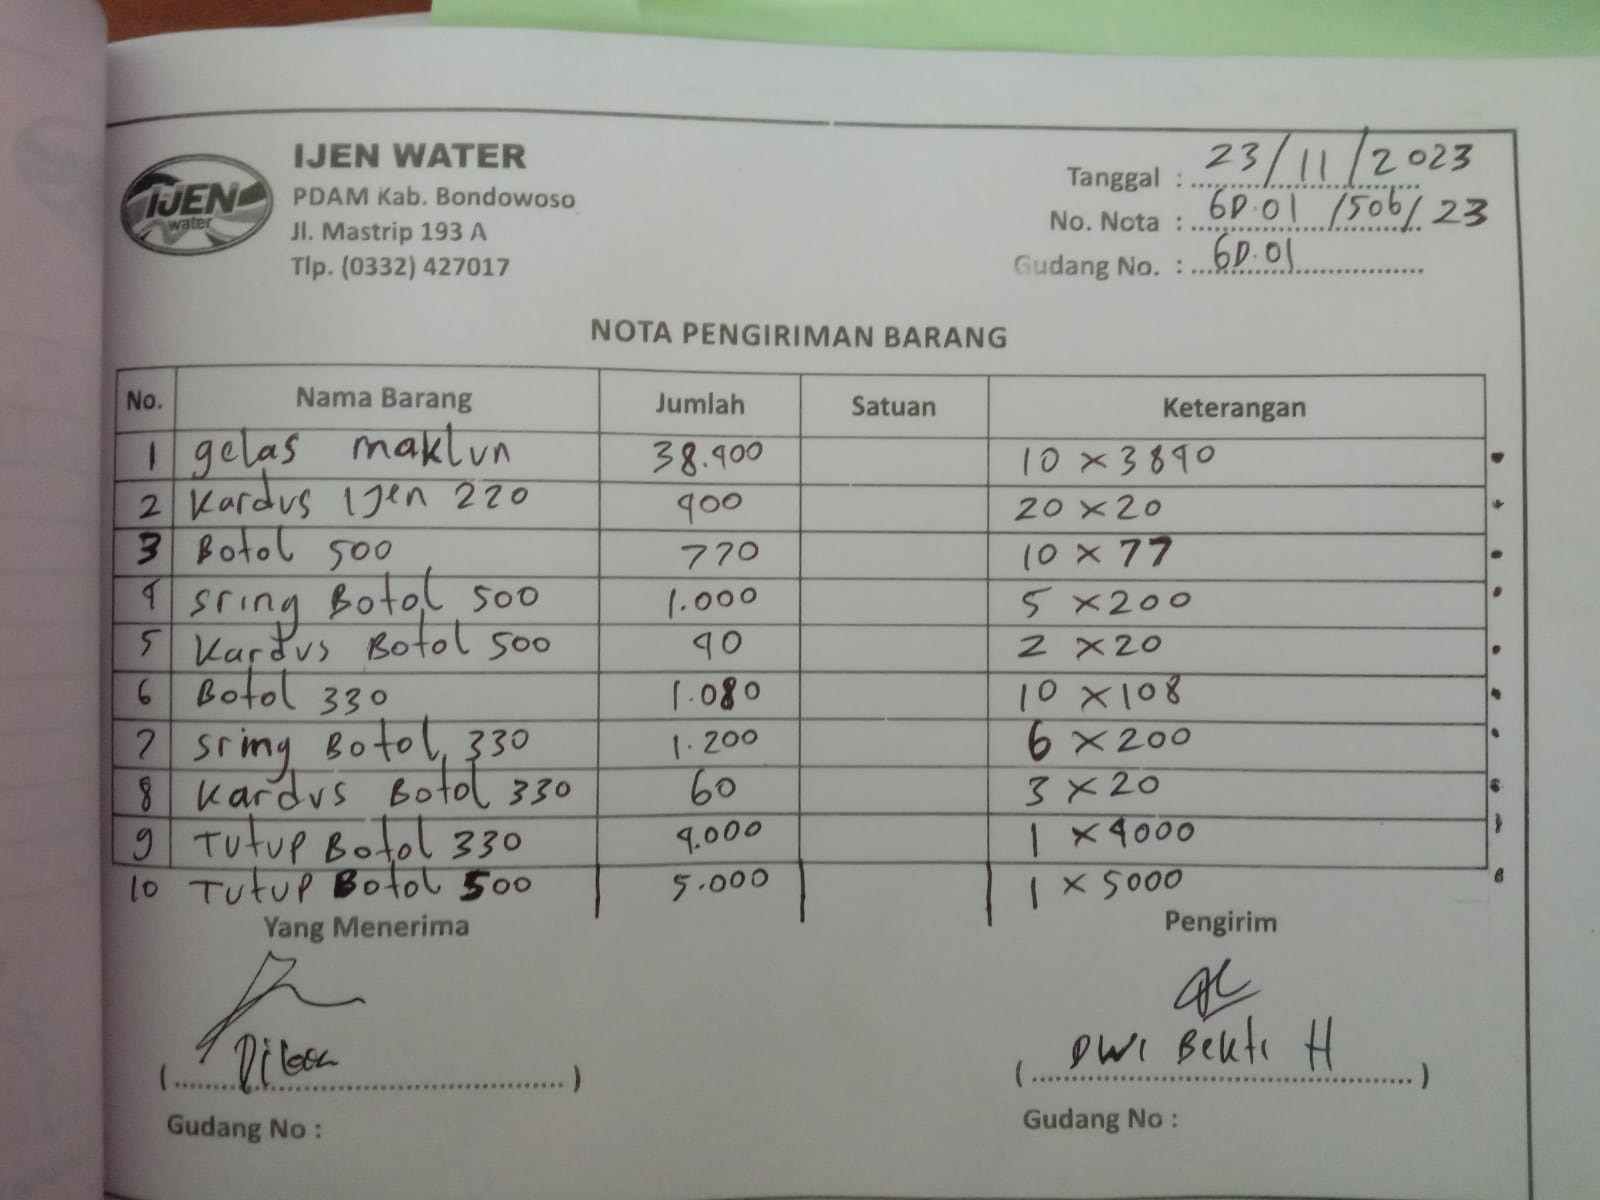 IJEN WATER
PDAM Kab. Bondowoso
Jl. Mastrip 193 A
Tlp. (0332) 427017
IJEN
water
Tanggal : 23/11/2023
No. Nota : GD.01 /506/ 23
Gudang No. : GD.01
NOTA PENGIRIMAN BARANG
No. Nama Barang Jumlah Satuan Keterangan
1 gelas maklun 38.400 10 x 3840
2 Kardus Ijen 220 400 20 x 20
3 Botol 500 770 10 x 77
4 sring Botol 500 1.000 5 x 200
5 Kardus Botol 500 40 2 x 20
6 Botol 330 1.080 10 x 108
7 sring Botol 330 1.200 6 x 200
8 Kardus Botol 330 60 3 x 20
9 Tutup Botol 330 4.000 1 x 4000
10 Tutup Botol 500 5.000 1 x 5000
Yang Menerima Pengirim
( ) ( DWI Bekti H )
Gudang No : Gudang No :